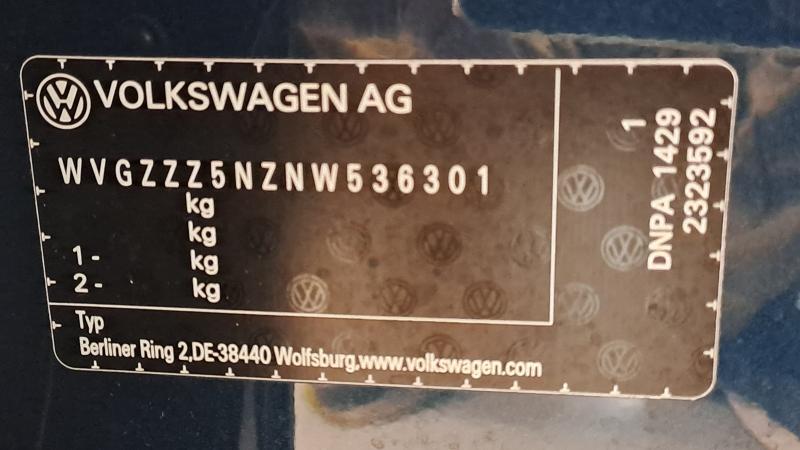 VOLKSWAGEN AG
WVGZZZ5NZNW536301
kg
kg
1- kg
2- kg
Typ
Berliner Ring 2,DE-38440 Wolfsburg,www.volkswagen.com
1
DNPA 1429
2323592